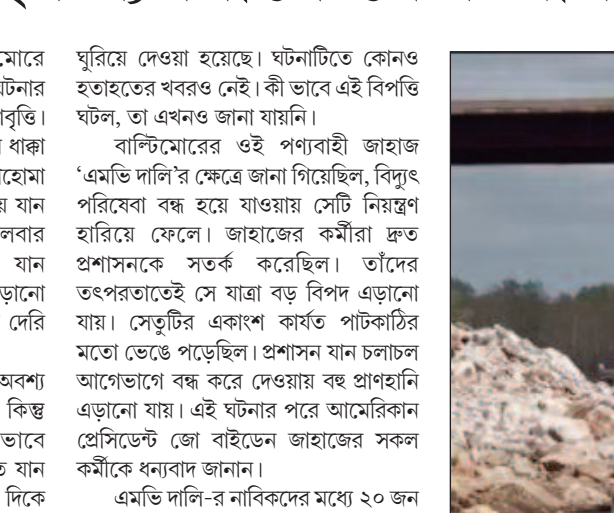 মোরে
ঘটনার
াবৃত্তি।
ধাক্কা
াহোমা
য় যান
লবার
যান
ড়ানো
দেরি
অবশ্য
কিন্তু
ভাবে
ত যান
দিকে
ঘুরিয়ে দেওয়া হয়েছে। ঘটনাটিতে কোনও
হতাহতের খবরও নেই। কী ভাবে এই বিপত্তি
ঘটল, তা এখনও জানা যায়নি।
বাল্টিমোরের ওই পণ্যবাহী জাহাজ
‘এমভি দালি’র ক্ষেত্রে জানা গিয়েছিল, বিদ্যুৎ
পরিষেবা বন্ধ হয়ে যাওয়ায় সেটি নিয়ন্ত্রণ
হারিয়ে ফেলে। জাহাজের কর্মীরা দ্রুত
প্রশাসনকে সতর্ক করেছিল। তাঁদের
তৎপরতাতেই সে যাত্রা বড় বিপদ এড়ানো
যায়। সেতুটির একাংশ কার্যত পাটকাঠির
মতো ভেঙে পড়েছিল। প্রশাসন যান চলাচল
আগেভাগে বন্ধ করে দেওয়ায় বহু প্রাণহানি
এড়ানো যায়। এই ঘটনার পরে আমেরিকান
প্রেসিডেন্ট জো বাইডেন জাহাজের সকল
কর্মীকে ধন্যবাদ জানান।
এমভি দালি-র নাবিকদের মধ্যে ২০ জন